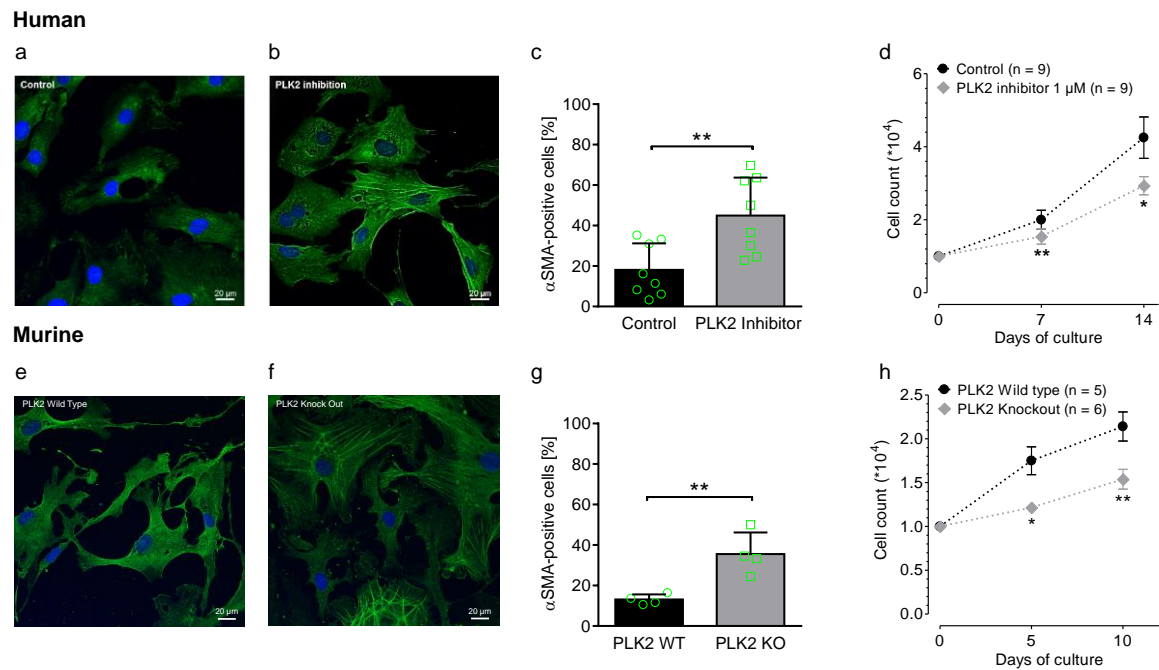 Human
a
b
c
d
Control
20 µm
PLK2 inhibition
20 µm
αSMA-positive cells [%]
100
80
60
40
20
0
**
Control
PLK2 Inhibitor
Control (n = 9)
PLK2 inhibitor 1 µM (n = 9)
Cell count (*10⁴)
6
4
2
0
**
*
0
7
14
Days of culture
Murine
e
f
g
h
PLK2 Wild Type
20 µm
PLK2 Knock Out
20 µm
αSMA-positive cells [%]
100
80
60
40
20
0
**
PLK2 WT
PLK2 KO
PLK2 Wild type (n = 5)
PLK2 Knockout (n = 6)
Cell count (*10⁴)
2.5
2.0
1.5
1.0
0.5
0.0
*
**
0
5
10
Days of culture